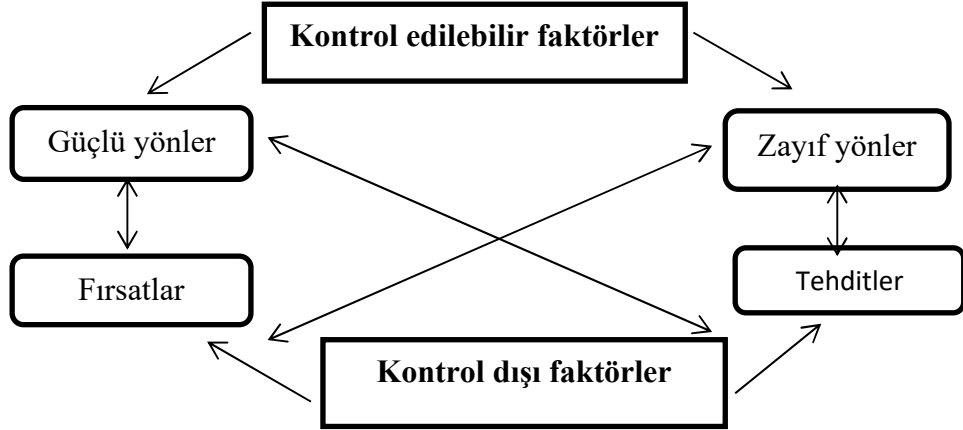 Kontrol edilebilir faktörler
Güçlü yönler
Zayıf yönler
Fırsatlar
Tehditler
Kontrol dışı faktörler